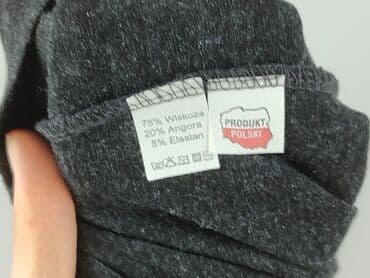 75% Wiskoza
20% Angora
5% Elastan
PRODUKT
POLSKI